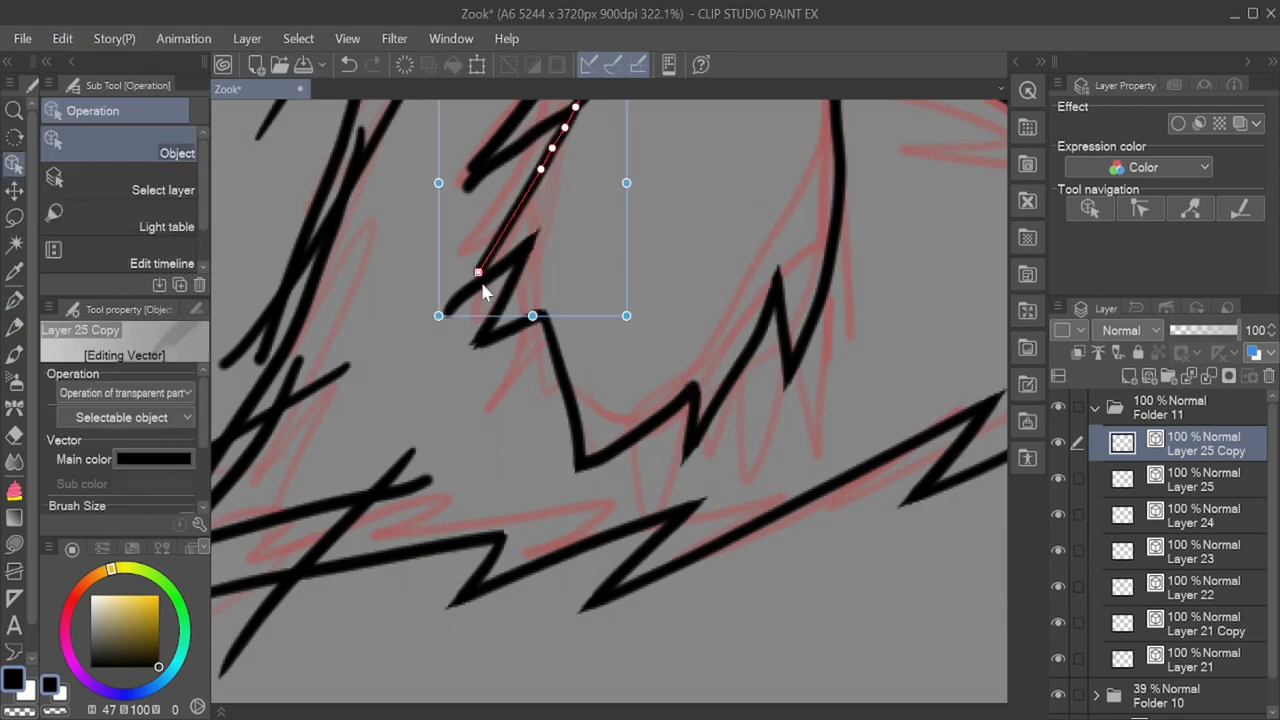 Zook* (A6 5244 x 3720px 900dpi 322.1%) - CLIP STUDIO PAINT EX
File Edit Story(P) Animation Layer Select View Filter Window Help
Sub Tool [Operation]
Operation
Object
Select layer
Light table
Edit timeline
Tool property [Object]
Layer 25 Copy
[Editing Vector]
Operation
Operation of transparent part
Selectable object
Vector
Main color
Sub color
Brush Size
H 47 S 100 V 0
Zook*
Layer Property
Effect
Expression color
Color
Tool navigation
Layer
Normal 100
100 % Normal
Folder 11
100 % Normal
Layer 25 Copy
100 % Normal
Layer 25
100 % Normal
Layer 24
100 % Normal
Layer 23
100 % Normal
Layer 22
100 % Normal
Layer 21 Copy
100 % Normal
Layer 21
39 % Normal
Folder 10